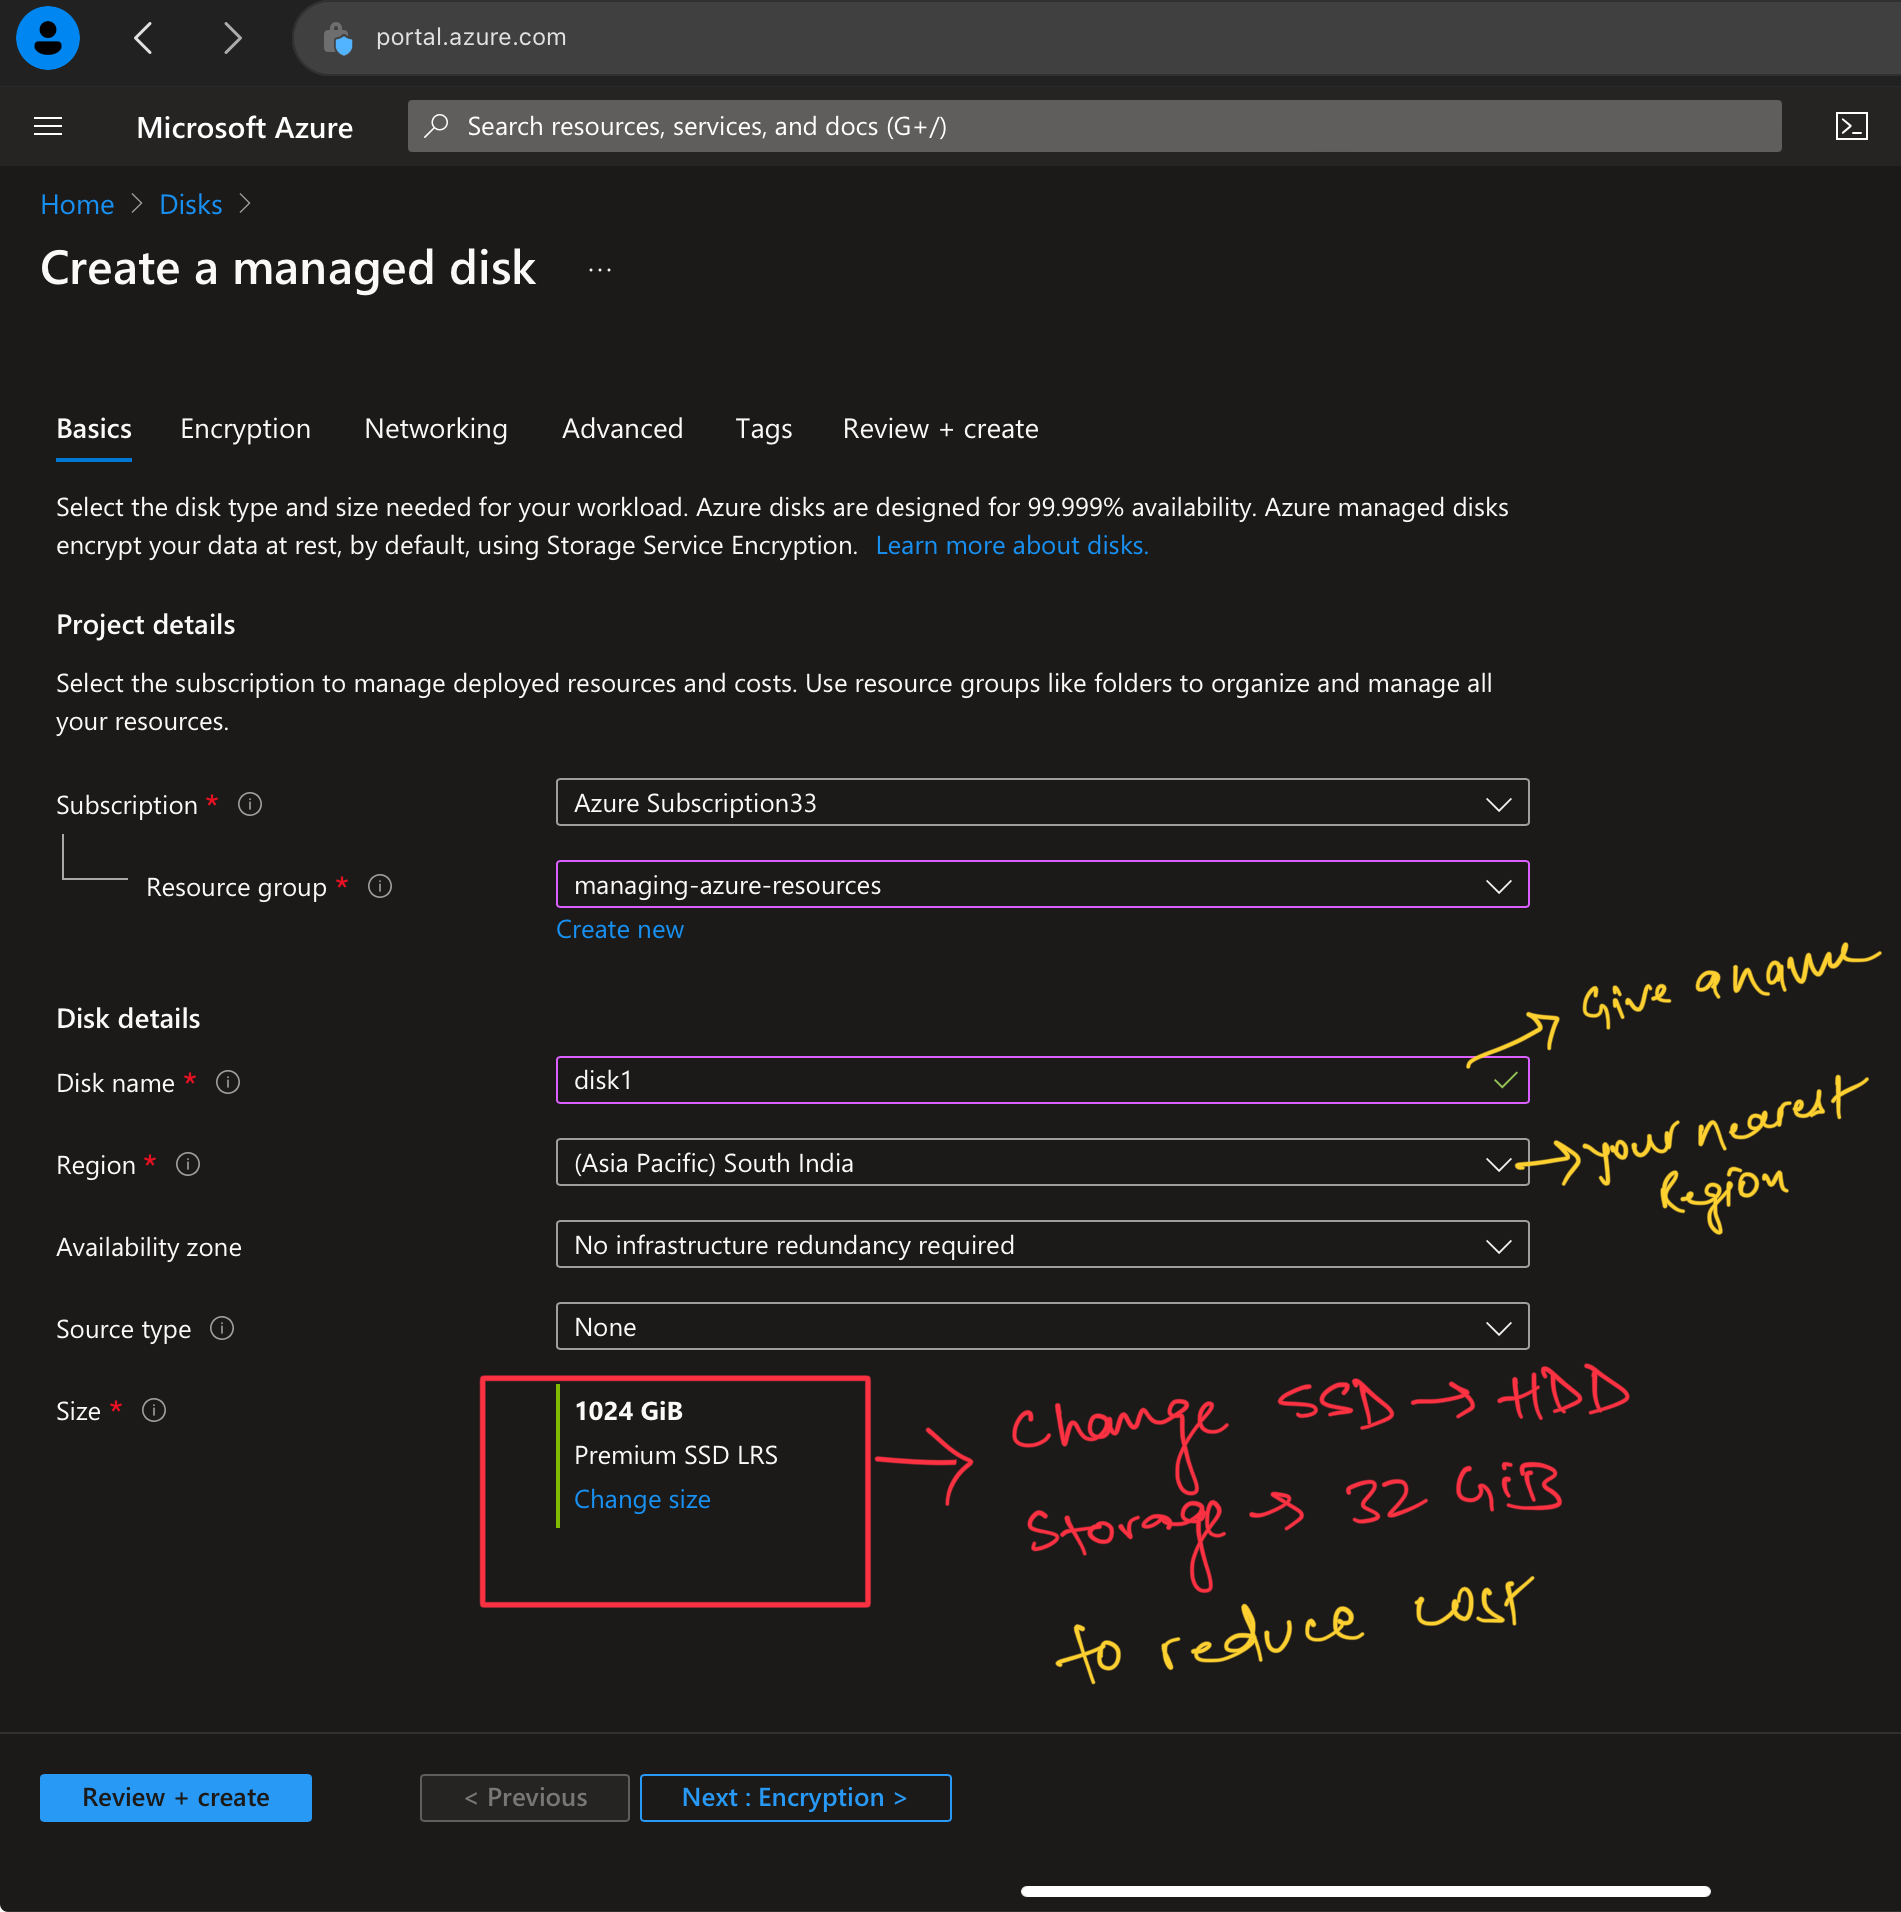 portal.azure.com
Microsoft Azure
Search resources, services, and docs (G+/)
Home > Disks >
Create a managed disk ...
Basics Encryption Networking Advanced Tags Review + create
Select the disk type and size needed for your workload. Azure disks are designed for 99.999% availability. Azure managed disks
encrypt your data at rest, by default, using Storage Service Encryption. Learn more about disks.
Project details
Select the subscription to manage deployed resources and costs. Use resource groups like folders to organize and manage all
your resources.
Subscription * Azure Subscription33
Resource group * managing-azure-resources
Create new
Give a name
Disk details
Disk name * disk1
your nearest
Region
Region * (Asia Pacific) South India
Availability zone No infrastructure redundancy required
Source type None
Size * 1024 GiB
Premium SSD LRS
Change size
Change SSD → HDD
Storage → 32 GiB
to reduce cost
Review + create < Previous Next : Encryption >